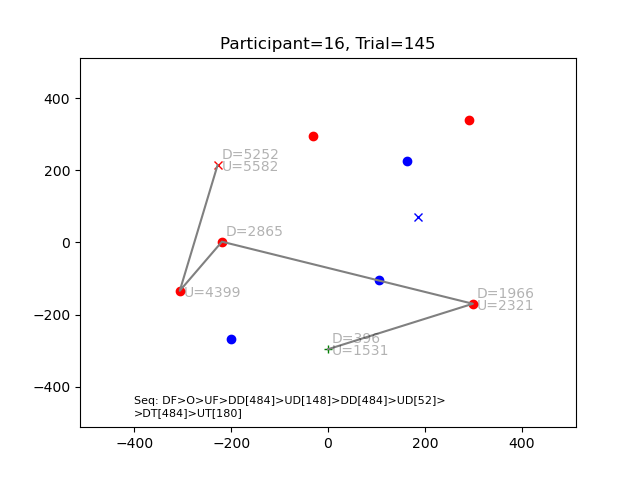 Participant=16, Trial=145
400
200
0
−200
−400
−400
−200
0
200
400
D=5252
U=5582
D=2865
U=4399
D=1966
U=2321
D=396
U=1531
Seq: DF>O>UF>DD[484]>UD[148]>DD[484]>UD[52]>
>DT[484]>UT[180]